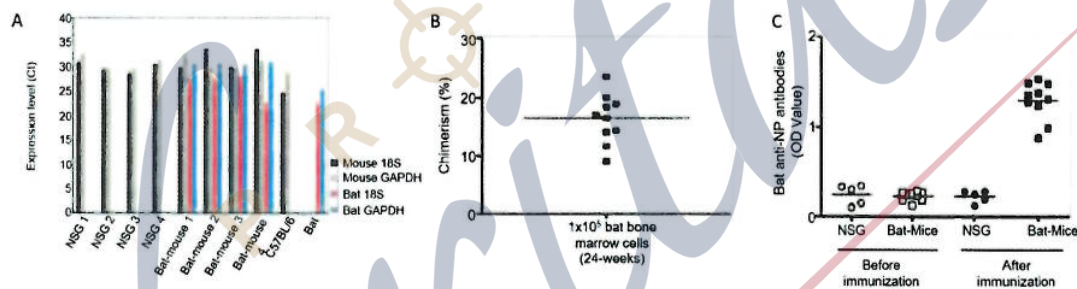 A
Expression level (Ct)
40
35
30
25
20
15
10
5
0
NSG 1
NSG 2
NSG 3
NSG 4
Bat-mouse 1
Bat-mouse 2
Bat-mouse 3
Bat-mouse 4
C57BL/6
Bat
Mouse 18S
Mouse GAPDH
Bat 18S
Bat GAPDH
B
Chimerism (%)
30
20
10
0
1x10⁵ bat bone
marrow cells
(24-weeks)
C
Bat anti-NP antibodies
(OD Value)
2
1
0
NSG Bat-Mice NSG Bat-Mice
Before
immunization
After
immunization